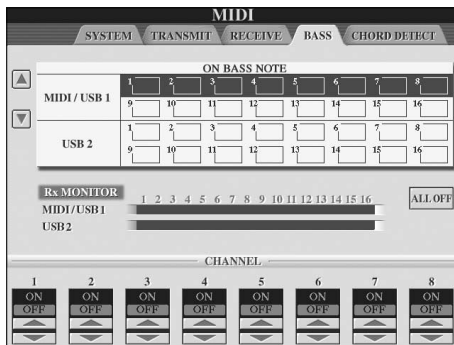 MIDI
SYSTEM TRANSMIT RECEIVE BASS CHORD DETECT
ON BASS NOTE
MIDI / USB 1
1 2 3 4 5 6 7 8
9 10 11 12 13 14 15 16
USB 2
1 2 3 4 5 6 7 8
9 10 11 12 13 14 15 16
Rx MONITOR
1 2 3 4 5 6 7 8 9 10 11 12 13 14 15 16
ALL OFF
MIDI/USB1
USB2
CHANNEL
1 2 3 4 5 6 7 8
ON ON ON ON ON ON ON ON
OFF OFF OFF OFF OFF OFF OFF OFF